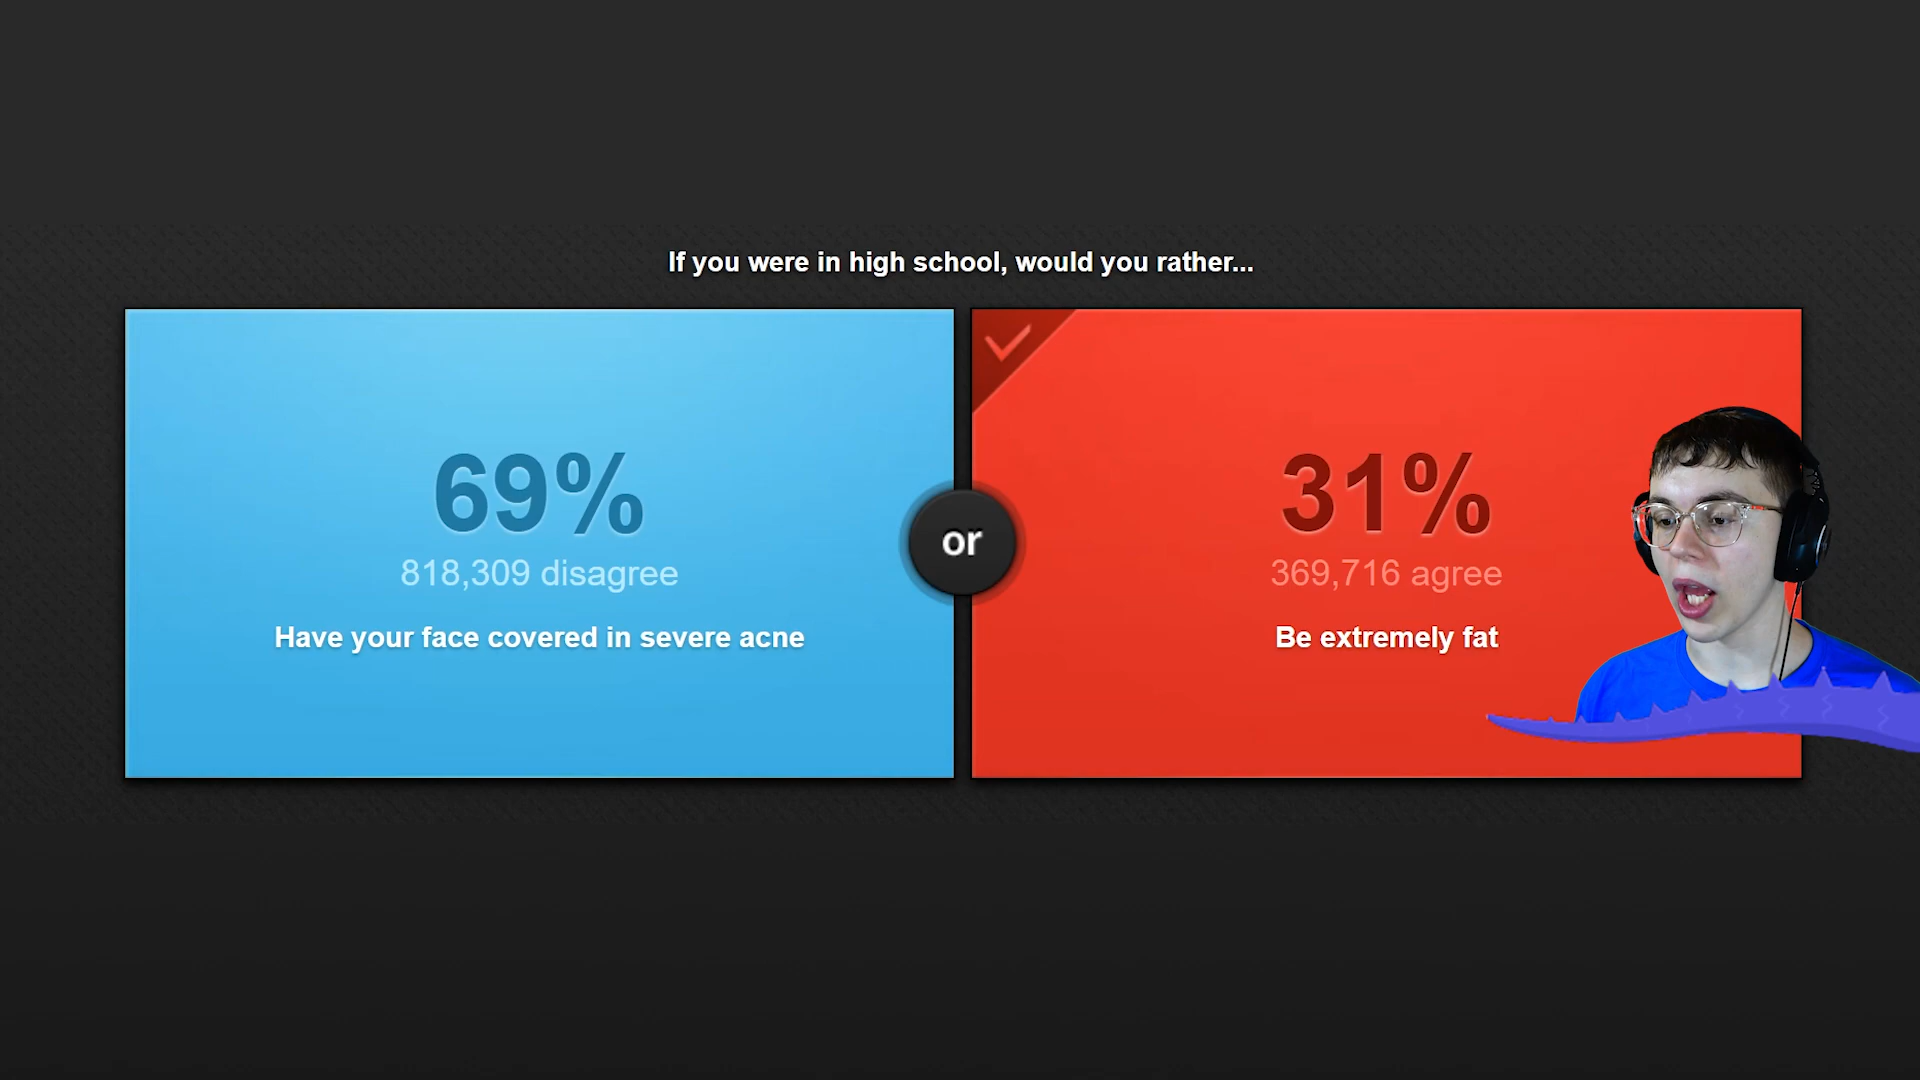 If you were in high school, would you rather...
69%
818,309 disagree
Have your face covered in severe acne
or
31%
369,716 agree
Be extremely fat